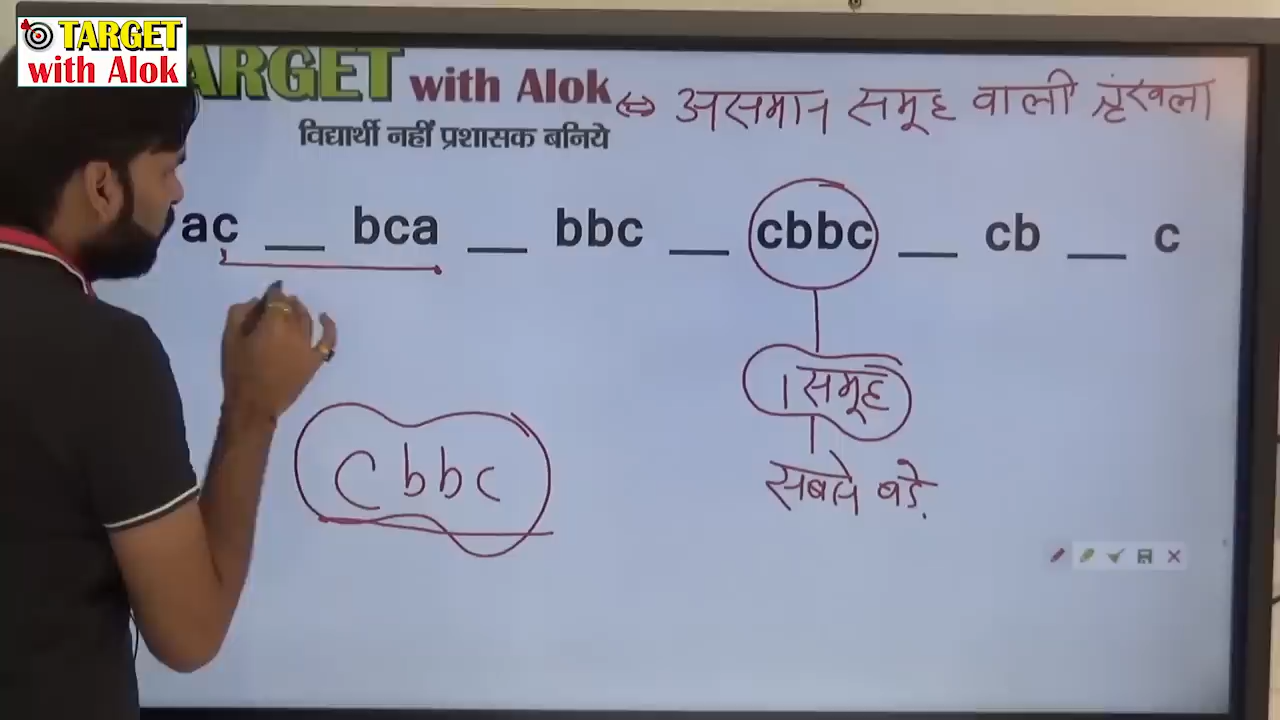 TARGET
with Alok
ARGET with Alok
विद्यार्थी नहीं प्रशासक बनिये
⇔ असमान समूह वाली श्रृंखला
ac __ bca __ bbc __ cbbc __ cb __ c
1 समूह
सबसे बड़े
cbbc